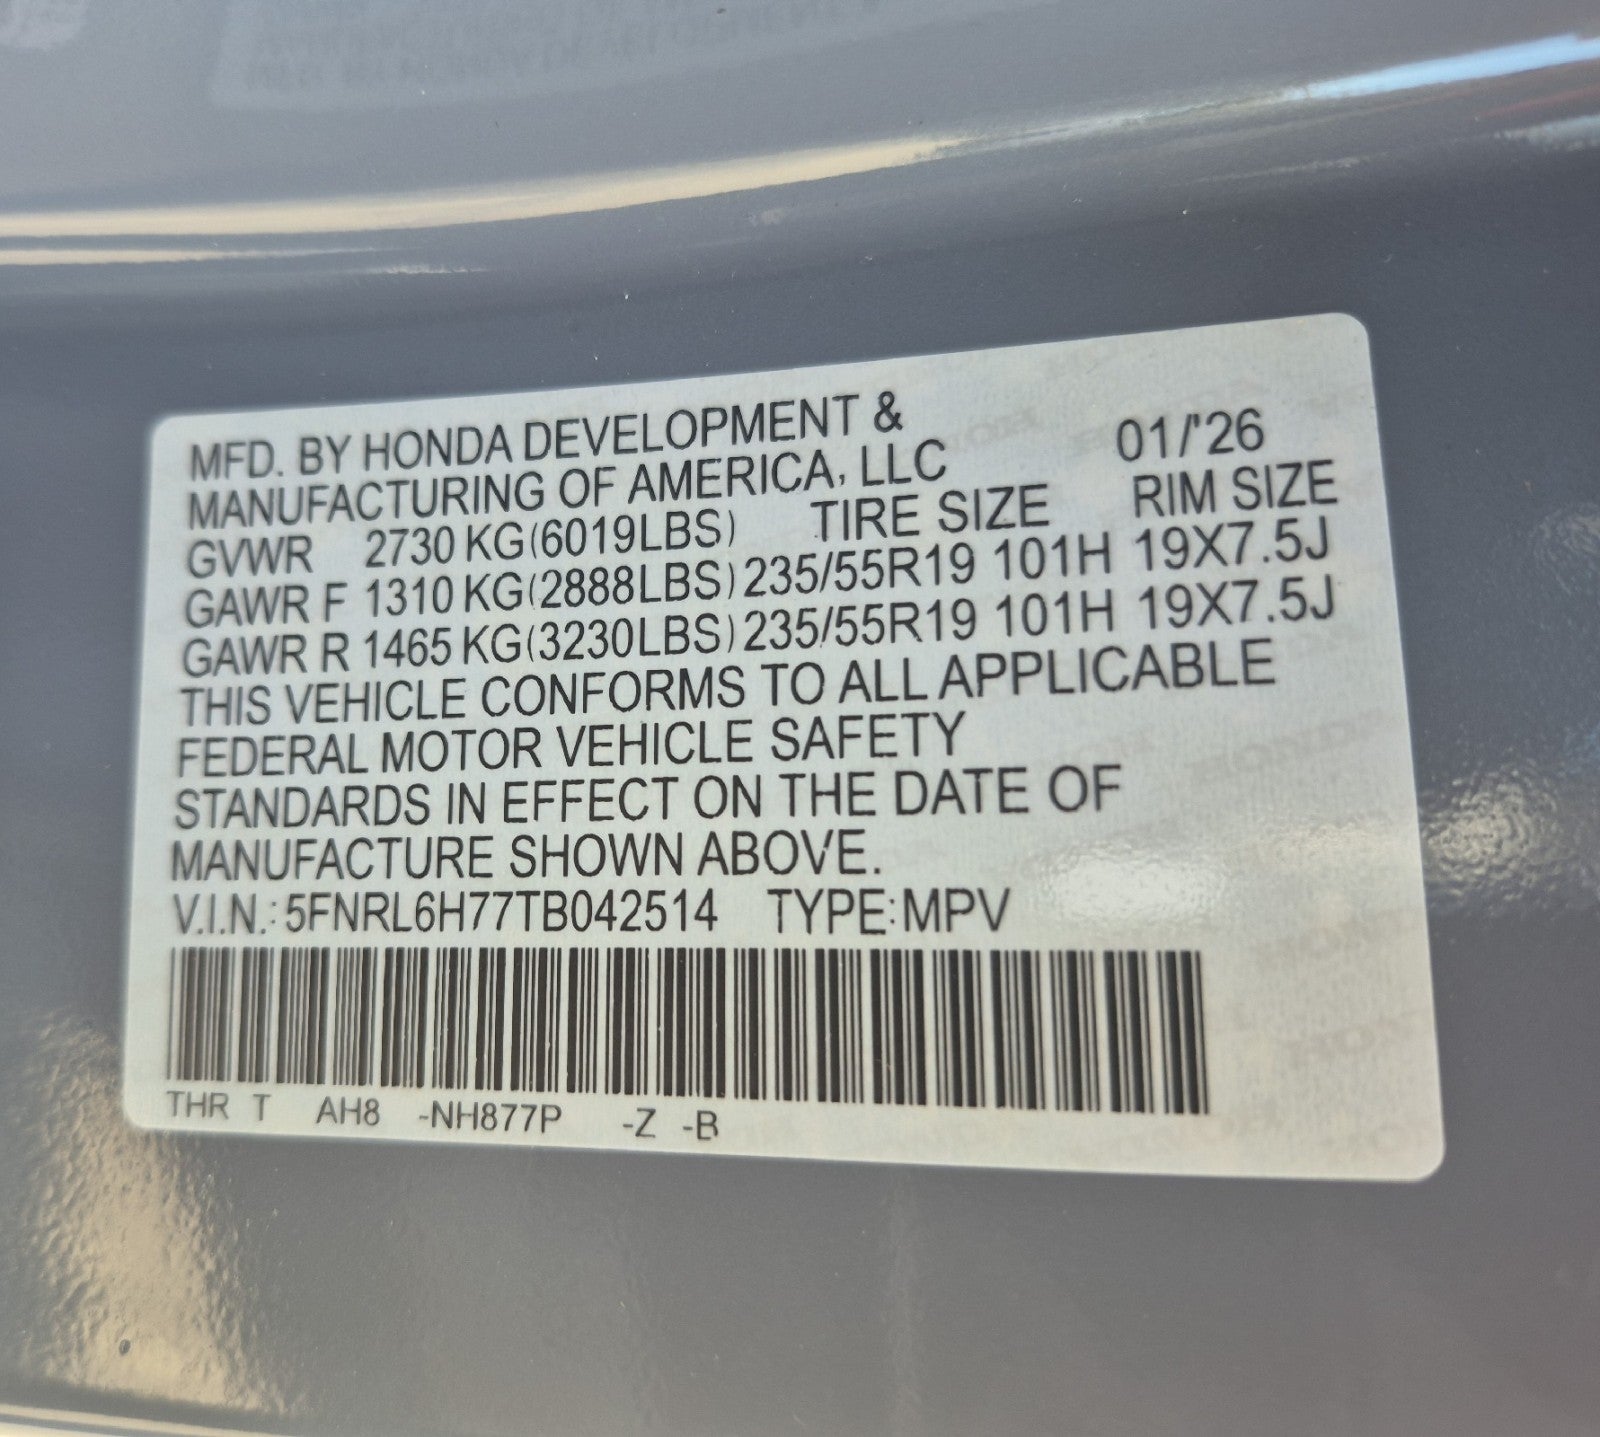 MFD. BY HONDA DEVELOPMENT &
MANUFACTURING OF AMERICA, LLC 01/'26
GVWR 2730 KG(6019LBS) TIRE SIZE RIM SIZE
GAWR F 1310 KG(2888LBS) 235/55R19 101H 19X7.5J
GAWR R 1465 KG(3230LBS) 235/55R19 101H 19X7.5J
THIS VEHICLE CONFORMS TO ALL APPLICABLE
FEDERAL MOTOR VEHICLE SAFETY
STANDARDS IN EFFECT ON THE DATE OF
MANUFACTURE SHOWN ABOVE.
V.I.N.: 5FNRL6H77TB042514 TYPE:MPV
THR T AH8 -NH877P -Z -B